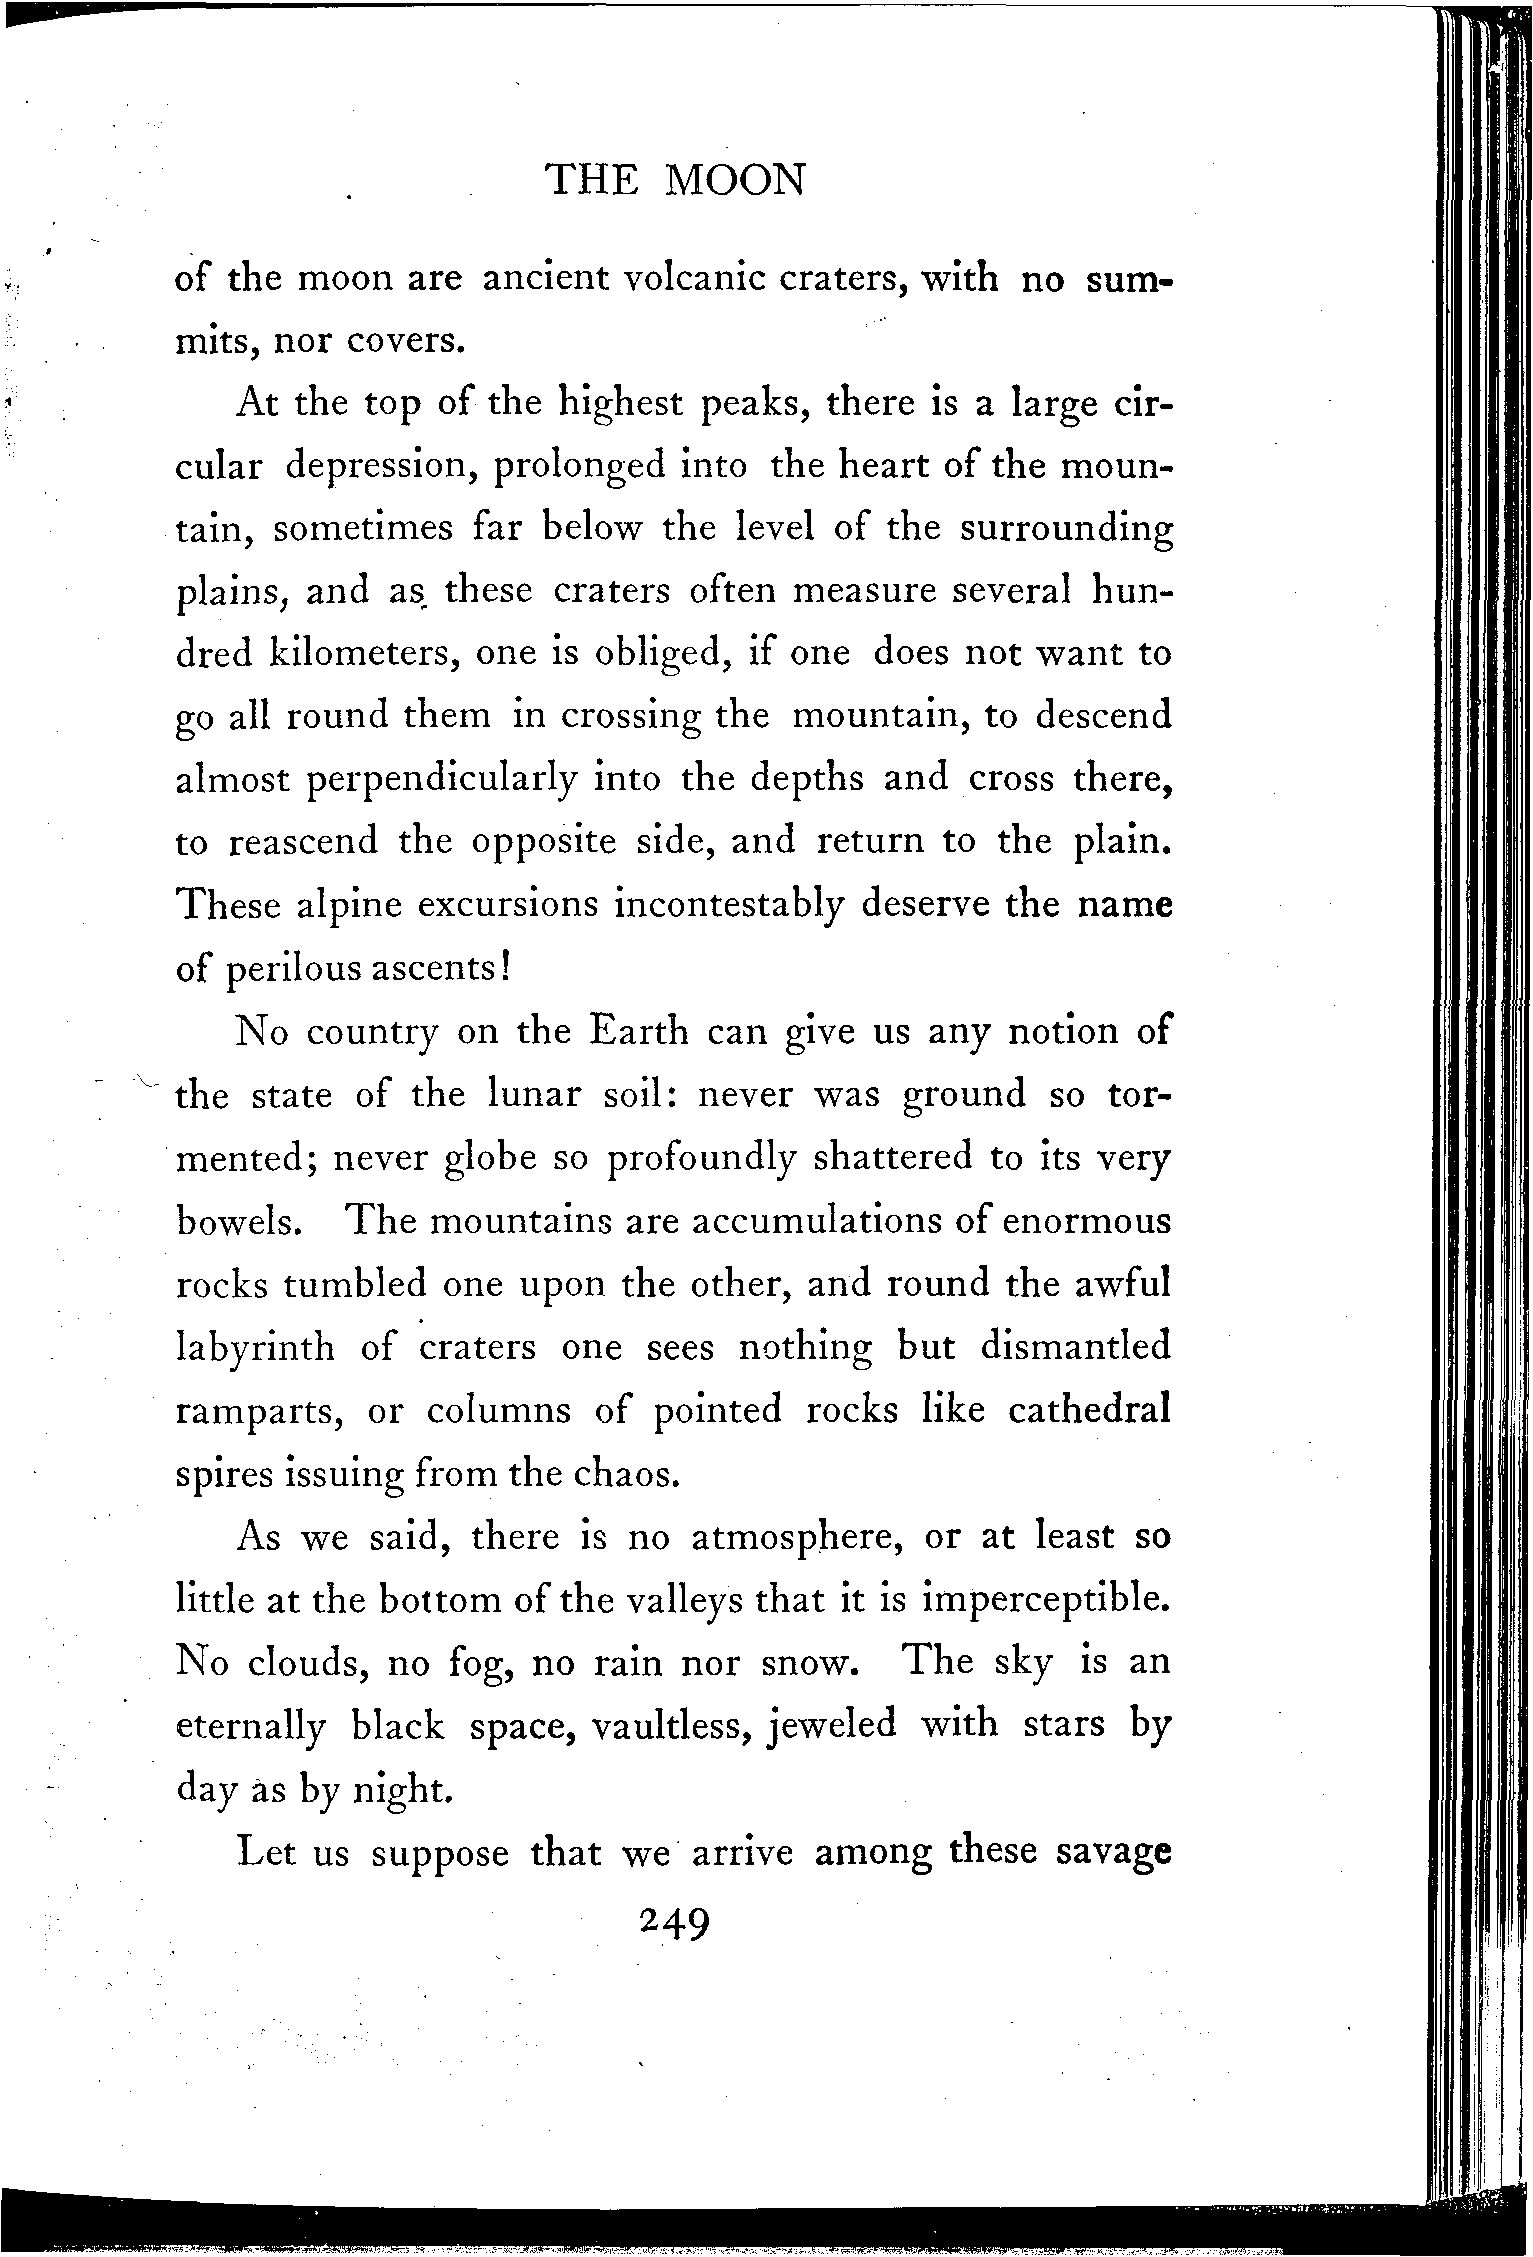 THE MOON
of the moon are ancient volcanic craters, with no sum-
mits, nor covers.
At the top of the highest peaks, there is a large cir-
cular depression, prolonged into the heart of the moun-
tain, sometimes far below the level of the surrounding
plains, and as these craters often measure several hun-
dred kilometers, one is obliged, if one does not want to
go all round them in crossing the mountain, to descend
almost perpendicularly into the depths and cross there,
to reascend the opposite side, and return to the plain.
These alpine excursions incontestably deserve the name
of perilous ascents!
No country on the Earth can give us any notion of
the state of the lunar soil: never was ground so tor-
mented; never globe so profoundly shattered to its very
bowels. The mountains are accumulations of enormous
rocks tumbled one upon the other, and round the awful
labyrinth of craters one sees nothing but dismantled
ramparts, or columns of pointed rocks like cathedral
spires issuing from the chaos.
As we said, there is no atmosphere, or at least so
little at the bottom of the valleys that it is imperceptible.
No clouds, no fog, no rain nor snow. The sky is an
eternally black space, vaultless, jeweled with stars by
day as by night.
Let us suppose that we arrive among these savage
249